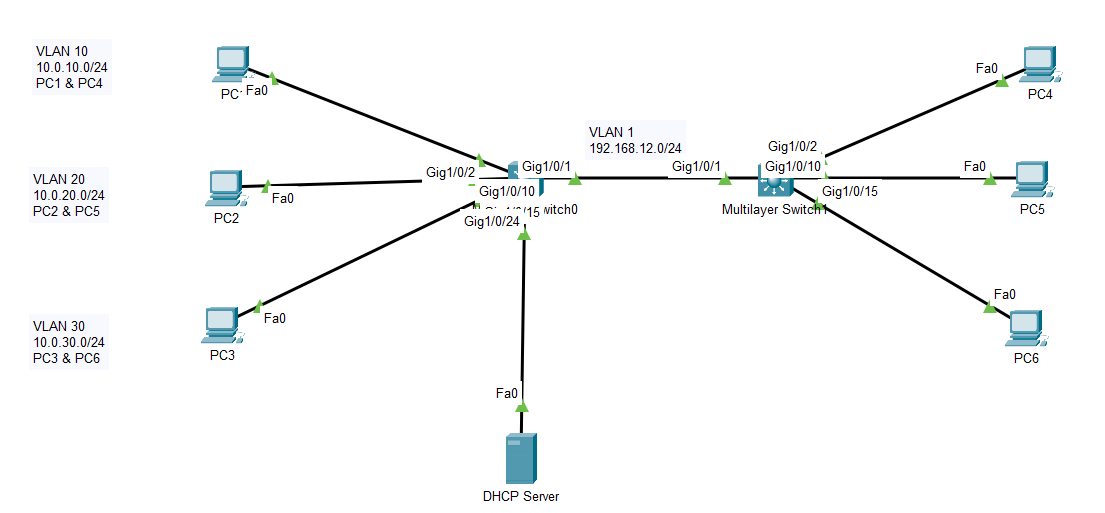 VLAN 10
10.0.10.0/24
PC1 & PC4
PC
Fa0
Fa0
PC4
VLAN 1
192.168.12.0/24
Gig1/0/2
Gig1/0/1
Gig1/0/1
Gig1/0/2
Gig1/0/10
Fa0
VLAN 20
10.0.20.0/24
PC2 & PC5
PC2
Fa0
Gig1/0/10
Gig1/0/15
witch0
Gig1/0/24
Multilayer Switch1
Gig1/0/15
PC5
VLAN 30
10.0.30.0/24
PC3 & PC6
Fa0
PC3
Fa0
PC6
Fa0
DHCP Server